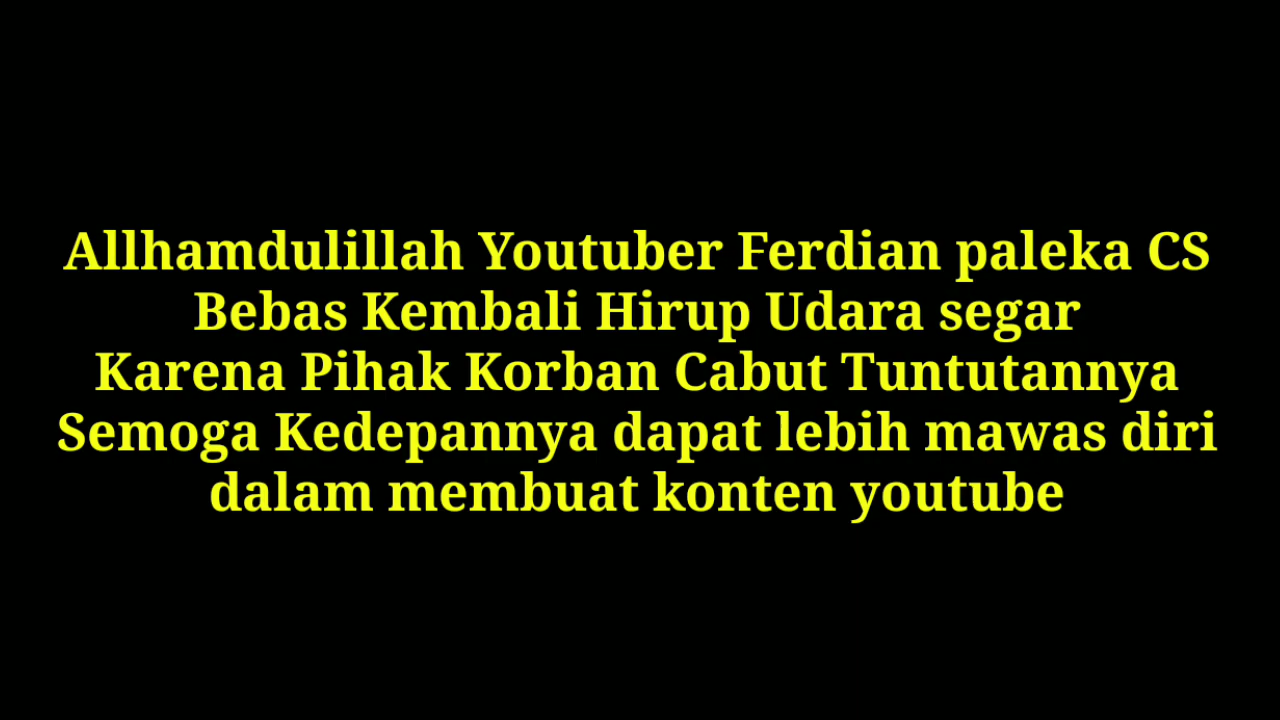 Allhamdulillah Youtuber Ferdian paleka CS
Bebas Kembali Hirup Udara segar
Karena Pihak Korban Cabut Tuntutannya
Semoga Kedepannya dapat lebih mawas diri
dalam membuat konten youtube